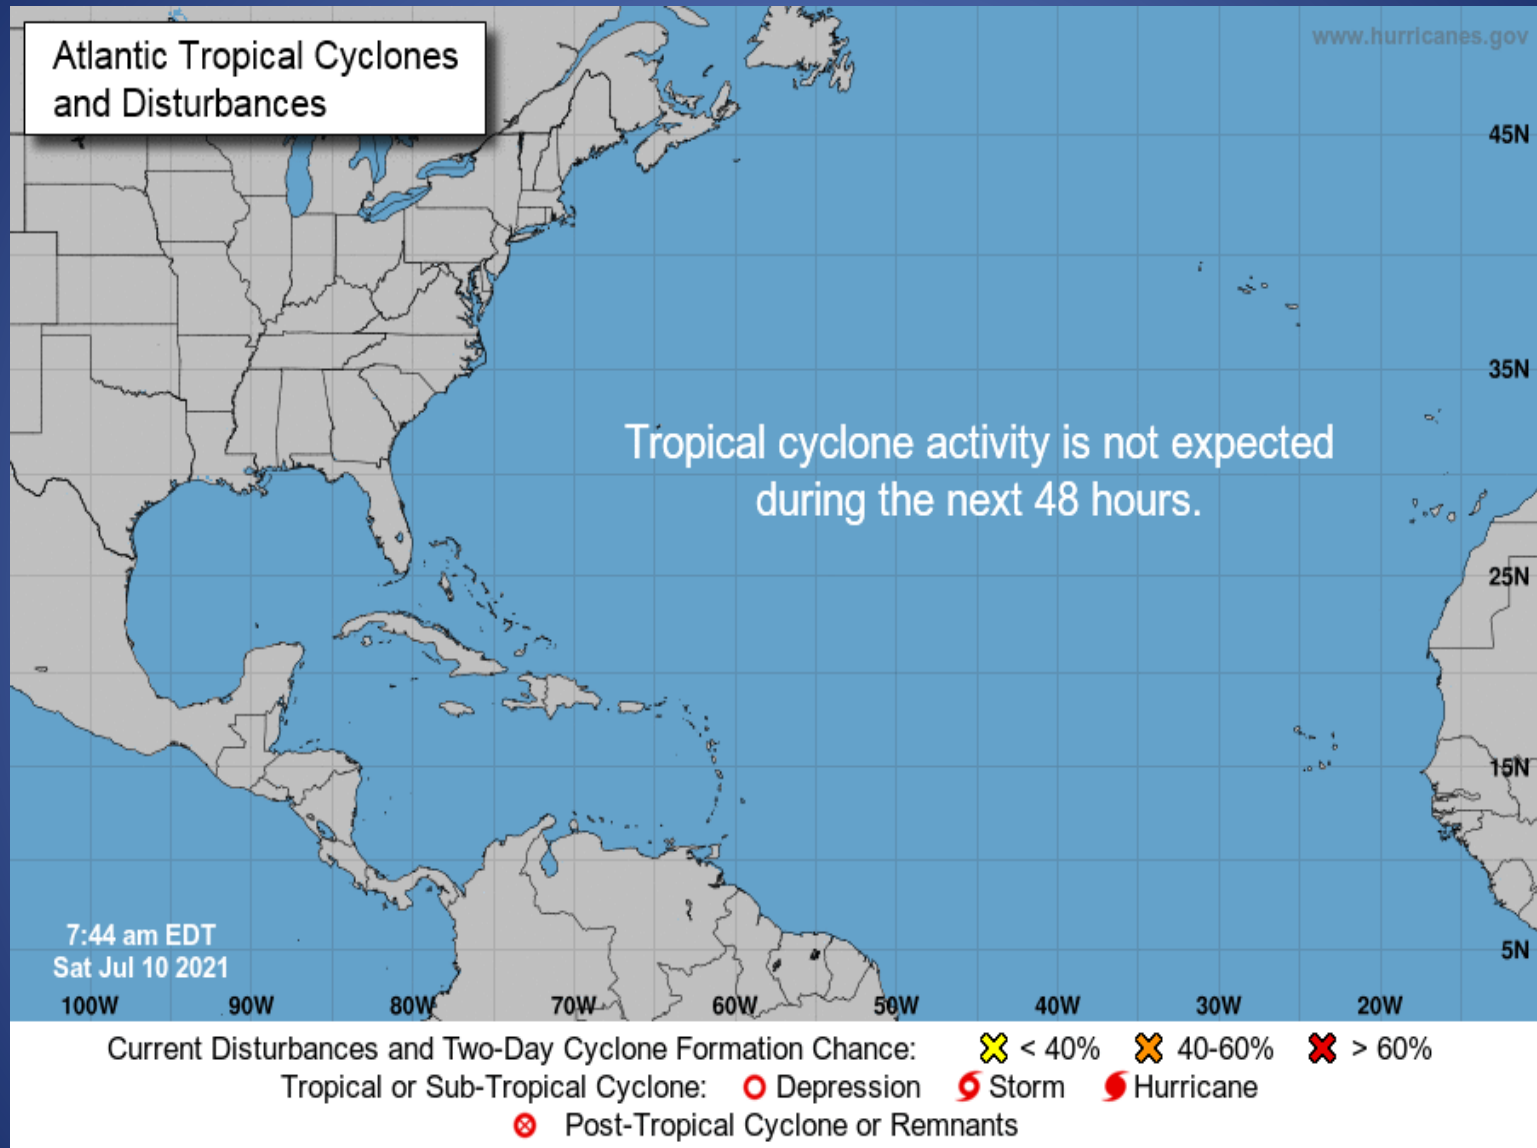 Atlantic Tropical Cyclones
and Disturbances
www.hurricanes.gov
45N
35N
Tropical cyclone activity is not expected
during the next 48 hours.
25N
15N
7:44 am EDT
Sat Jul 10 2021
5N
100W 90W 80W 70W 60W 50W 40W 30W 20W
Current Disturbances and Two-Day Cyclone Formation Chance: < 40% 40-60% > 60%
Tropical or Sub-Tropical Cyclone: Depression Storm Hurricane
Post-Tropical Cyclone or Remnants